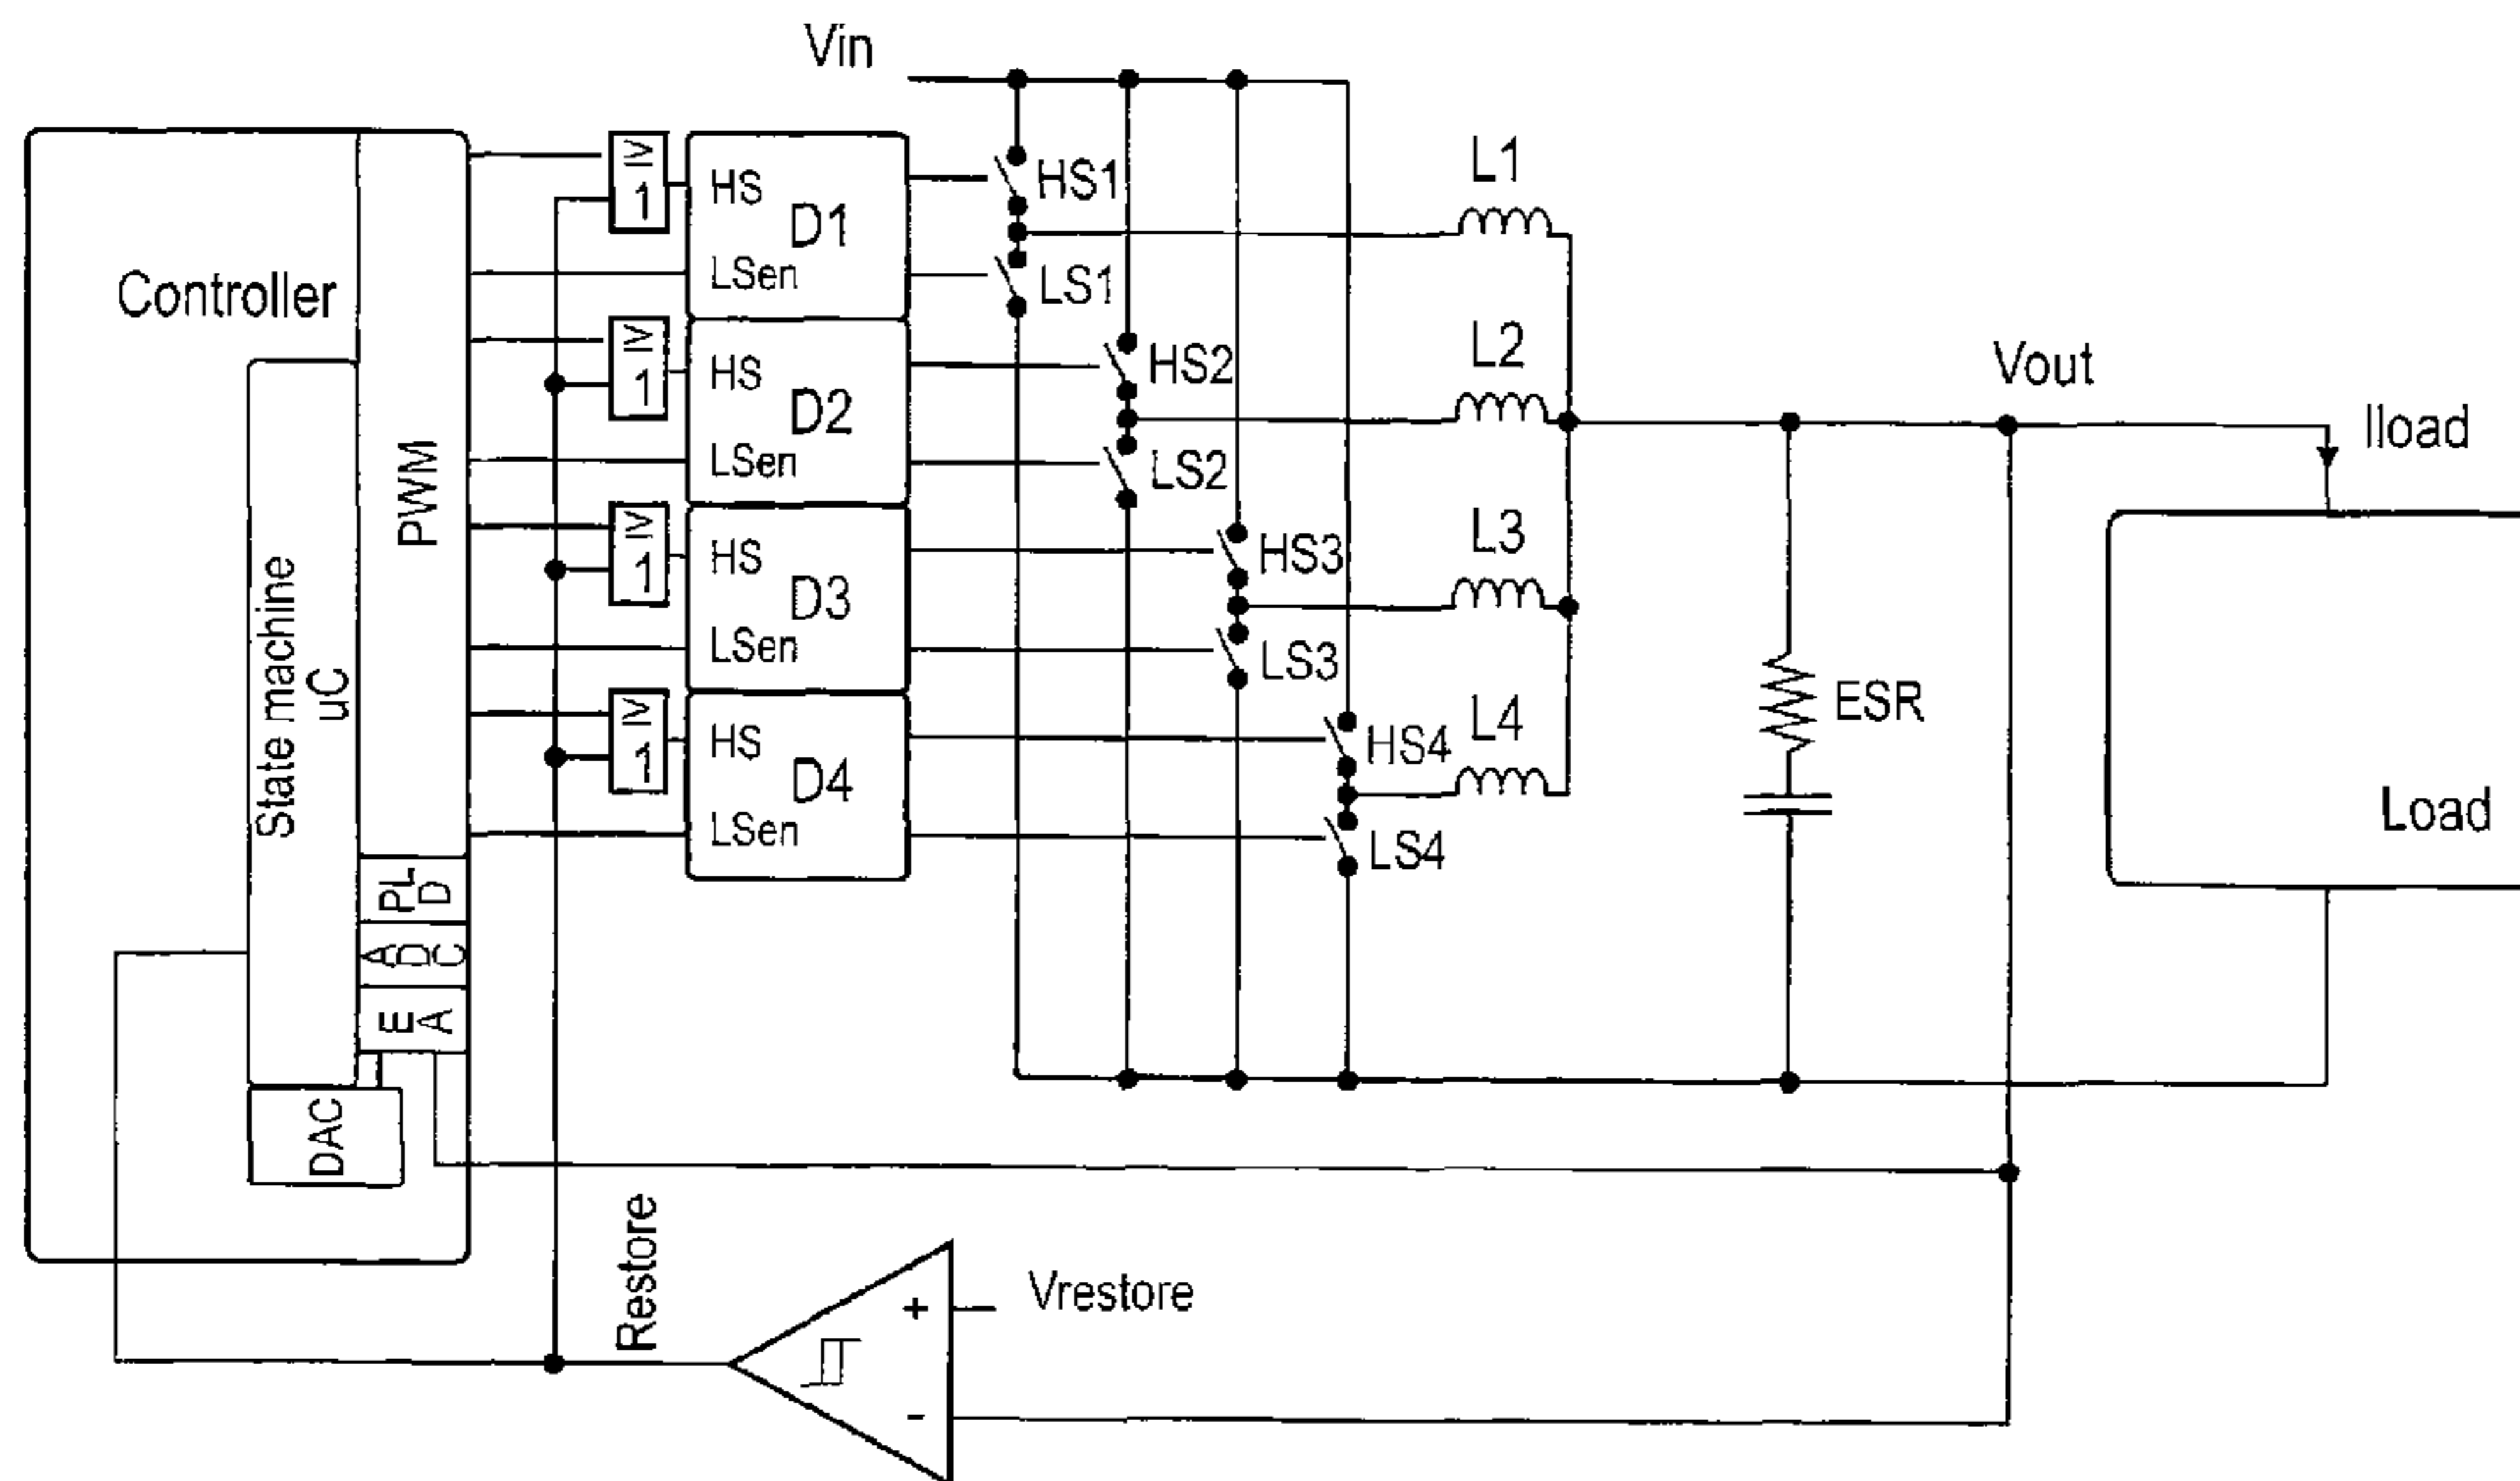 Vin
Controller
State machine
uC
PWM
PL
D
A
D
C
E
A
DAC
≥
1
HS
D1
LSen
≥
1
HS
D2
LSen
≥
1
HS
D3
LSen
≥
1
HS
D4
LSen
HS1
LS1
HS2
LS2
HS3
LS3
HS4
LS4
L1
L2
L3
L4
Vout
Iload
ESR
Load
Restore
+
Vrestore
-